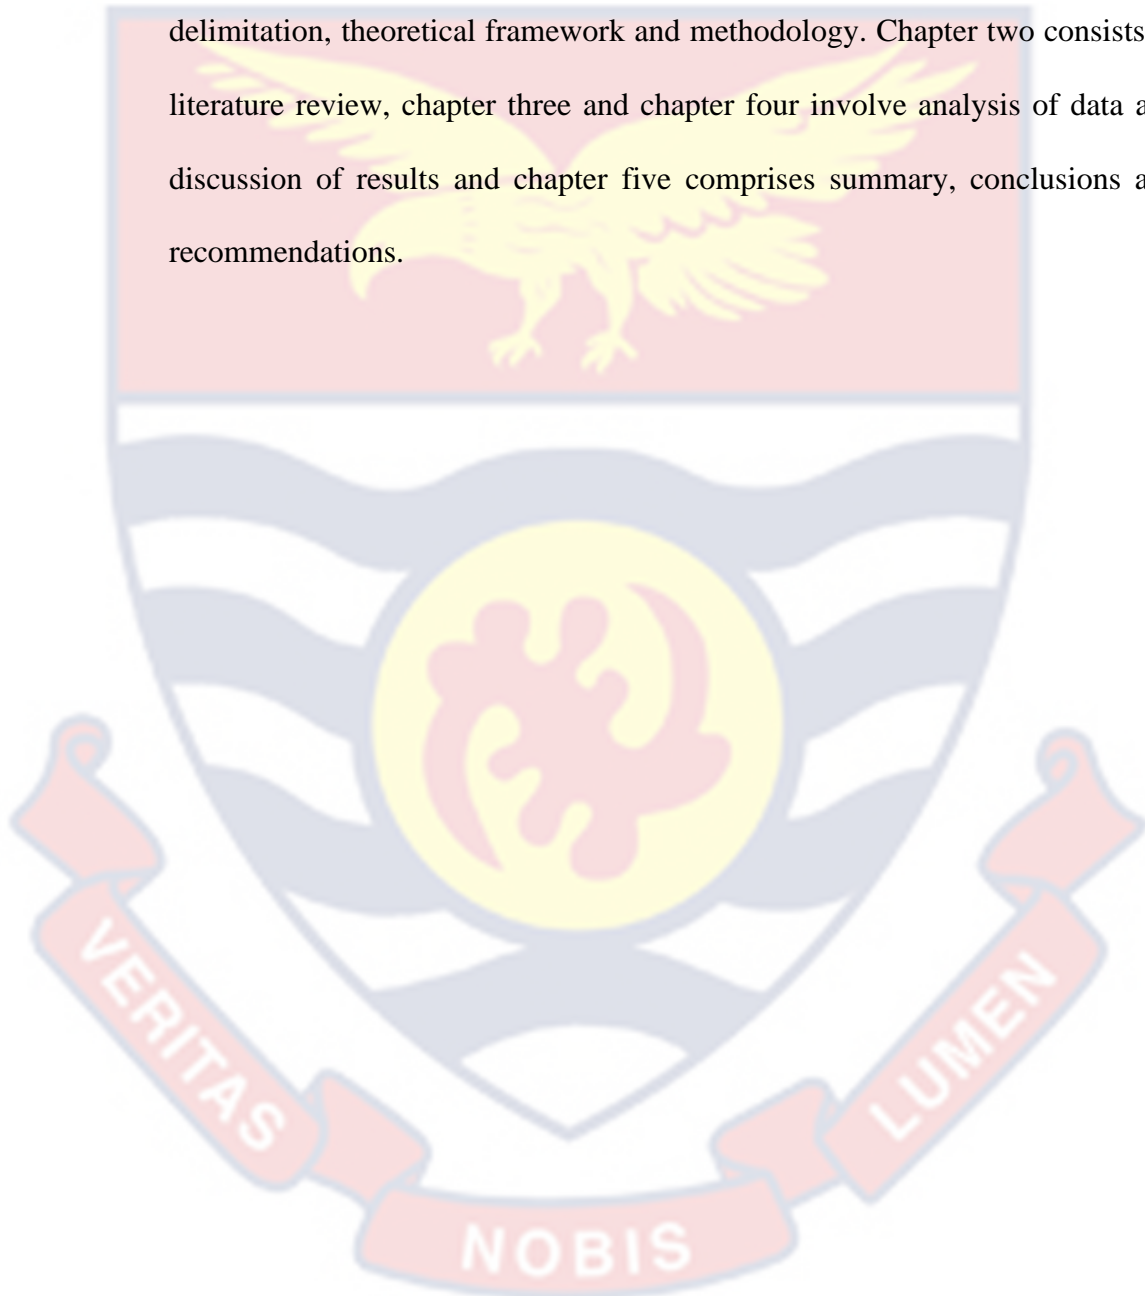 delimitation, theoretical framework and methodology. Chapter two consists
literature review, chapter three and chapter four involve analysis of data a
discussion of results and chapter five comprises summary, conclusions a
recommendations.
VERITAS
NOBIS
LUMEN